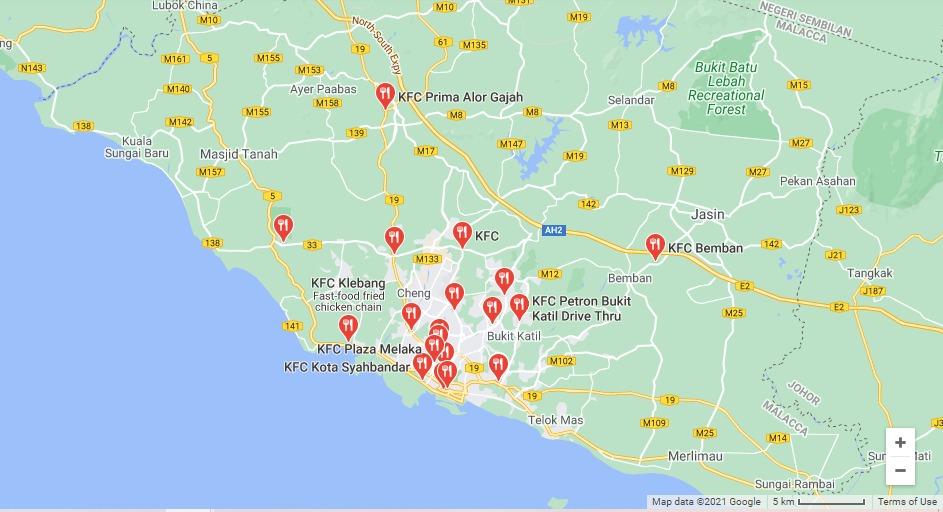 Lubok China
M10
M10
M131
M19
NEGERI SEMBILAN
MALACCA
North-South Expy
61
M135
19
M161
5
M155
M153
N143
M140
Ayer Paabas
M158
M155
KFC Prima Alor Gajah
M8
Bukit Batu
Lebah
Recreational
Forest
M15
Selandar
138
M142
139
M8
M8
M13
Kuala
Sungai Baru
Masjid Tanah
M17
M147
M19
M27
M157
M129
M27
Pekan Asahan
5
19
142
Jasin
J123
138
33
KFC
AH2
KFC Bemban
142
J21
M133
M12
Bemban
Tangkak
KFC Klebang
Fast-food fried
chicken chain
Cheng
KFC Petron Bukit
Katil Drive Thru
E2
J187
M25
E2
141
Bukit Katil
KFC Plaza Melaka
KFC Kota Syahbandar
19
M102
19
19
JOHOR
MALACCA
Telok Mas
M109
M25
M14
J3
Merlimau
Sungai Rambai
+
−
Map data ©2021 Google
5 km
Terms of Use